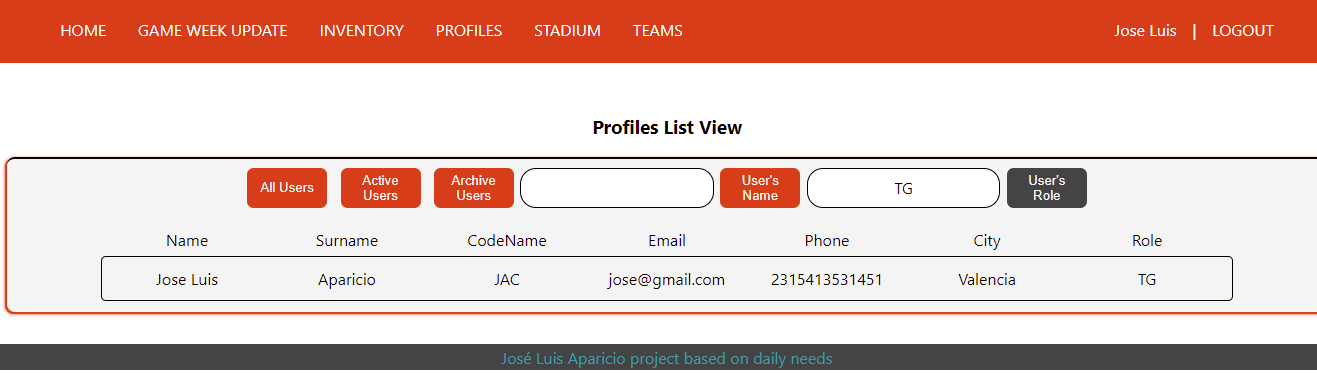 HOME GAME WEEK UPDATE INVENTORY PROFILES STADIUM TEAMS Jose Luis | LOGOUT
Profiles List View
All Users Active Users Archive Users User's Name TG User's Role
Name Surname CodeName Email Phone City Role
Jose Luis Aparicio JAC jose@gmail.com 2315413531451 Valencia TG
José Luis Aparicio project based on daily needs